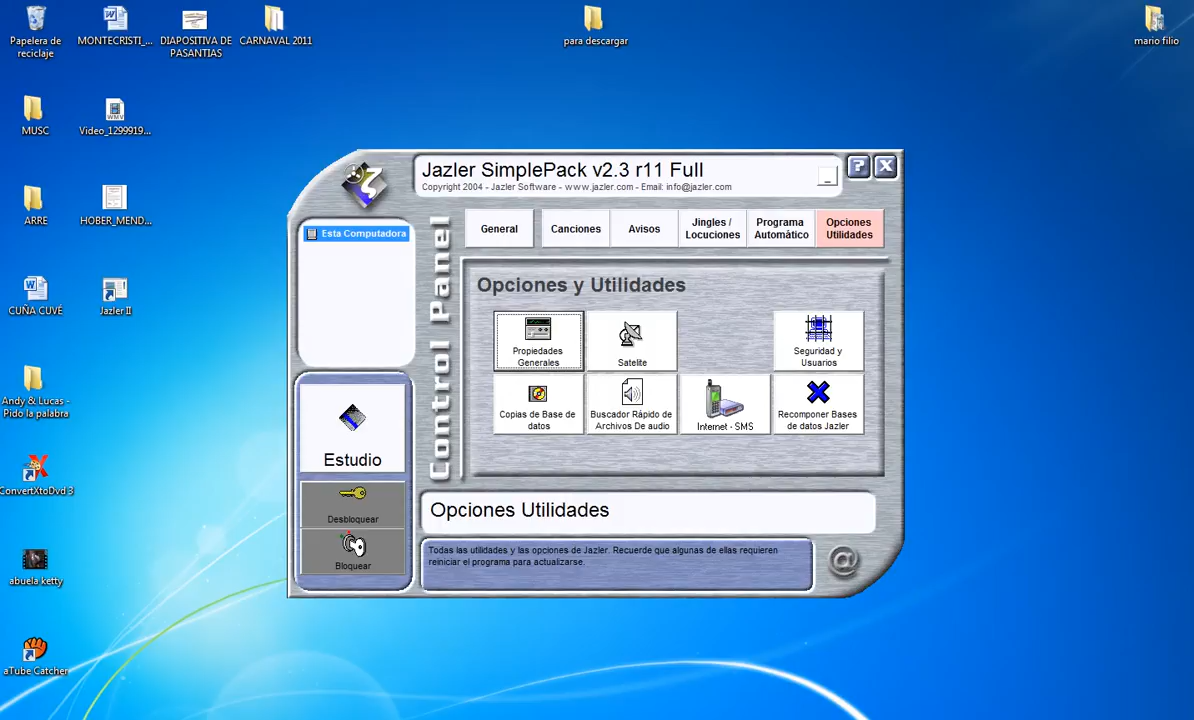 Papelera de
reciclaje
MONTECRISTI_...
DIAPOSITIVA DE
PASANTIAS
CARNAVAL 2011
para descargar
mario filio
MUSC
Video_1299919...
ARRE
HOBER_MEND...
CUÑA CUVÉ
Jazler II
Andy & Lucas -
Pido la palabra
ConvertXtoDvd 3
abuela ketty
aTube Catcher
Jazler SimplePack v2.3 r11 Full
Copyright 2004 - Jazler Software - www.jazler.com - Email: info@jazler.com
_
?
X
Esta Computadora
Control Panel
General
Canciones
Avisos
Jingles /
Locuciones
Programa
Automático
Opciones
Utilidades
Opciones y Utilidades
Propiedades
Generales
Satelite
Seguridad y
Usuarios
Copias de Base de
datos
Buscador Rápido de
Archivos De audio
Internet - SMS
Recomponer Bases
de datos Jazler
Estudio
Desbloquear
Bloquear
Opciones Utilidades
Todas las utilidades y las opciones de Jazler. Recuerde que algunas de ellas requieren
reiniciar el programa para actualizarse.
@